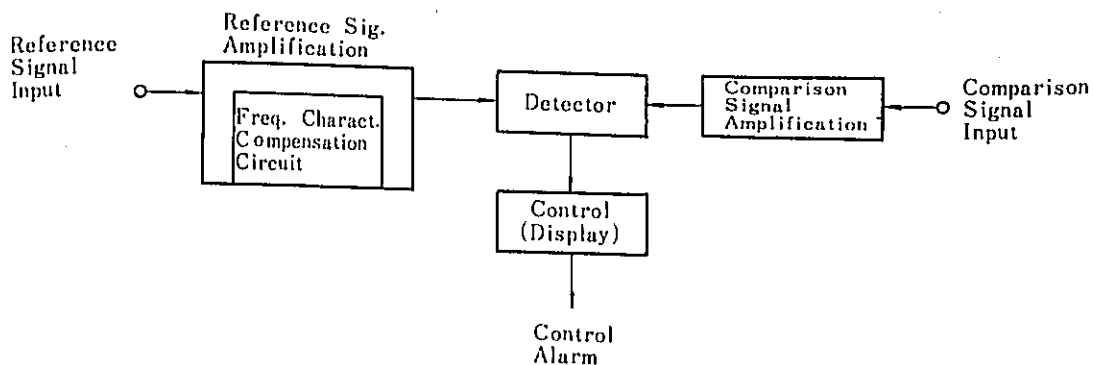 Reference
Signal
Input
Reference Sig.
Amplification
Freq. Charact.
Compensation
Circuit
Detector
Comparison
Signal
Amplification
Comparison
Signal
Input
Control
(Display)
Control
Alarm